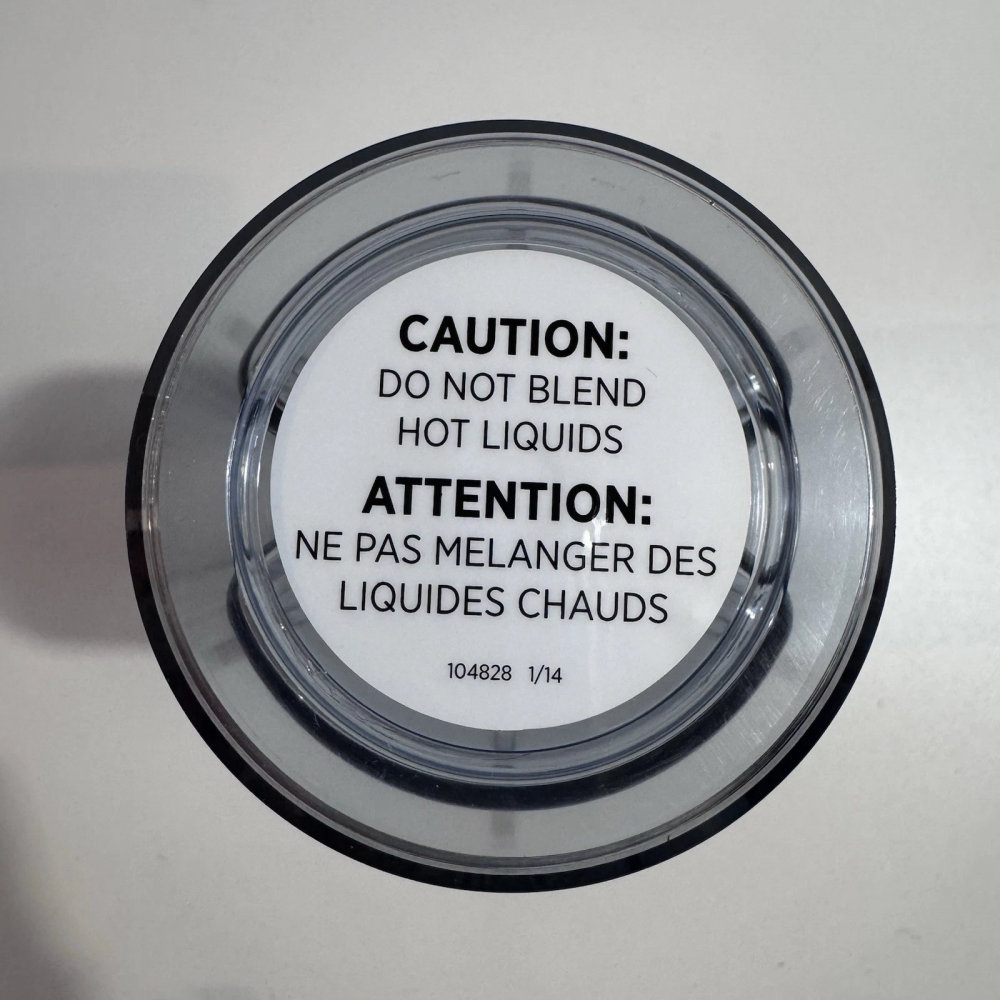 CAUTION:
DO NOT BLEND
HOT LIQUIDS
ATTENTION:
NE PAS MELANGER DES
LIQUIDES CHAUDS
104828 1/14